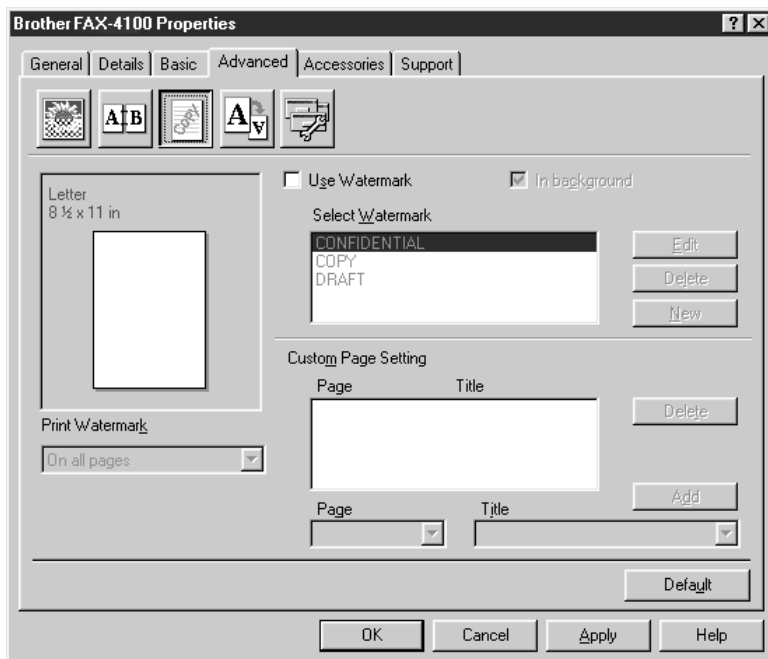 Brother FAX-4100 Properties
General Details Basic Advanced Accessories Support
A B COPY A A
Letter
8 ½ x 11 in
Use Watermark In background
Select Watermark
CONFIDENTIAL
COPY
DRAFT
Edit
Delete
New
Custom Page Setting
Page Title
Delete
Print Watermark
On all pages
Add
Page Title
Default
OK Cancel Apply Help